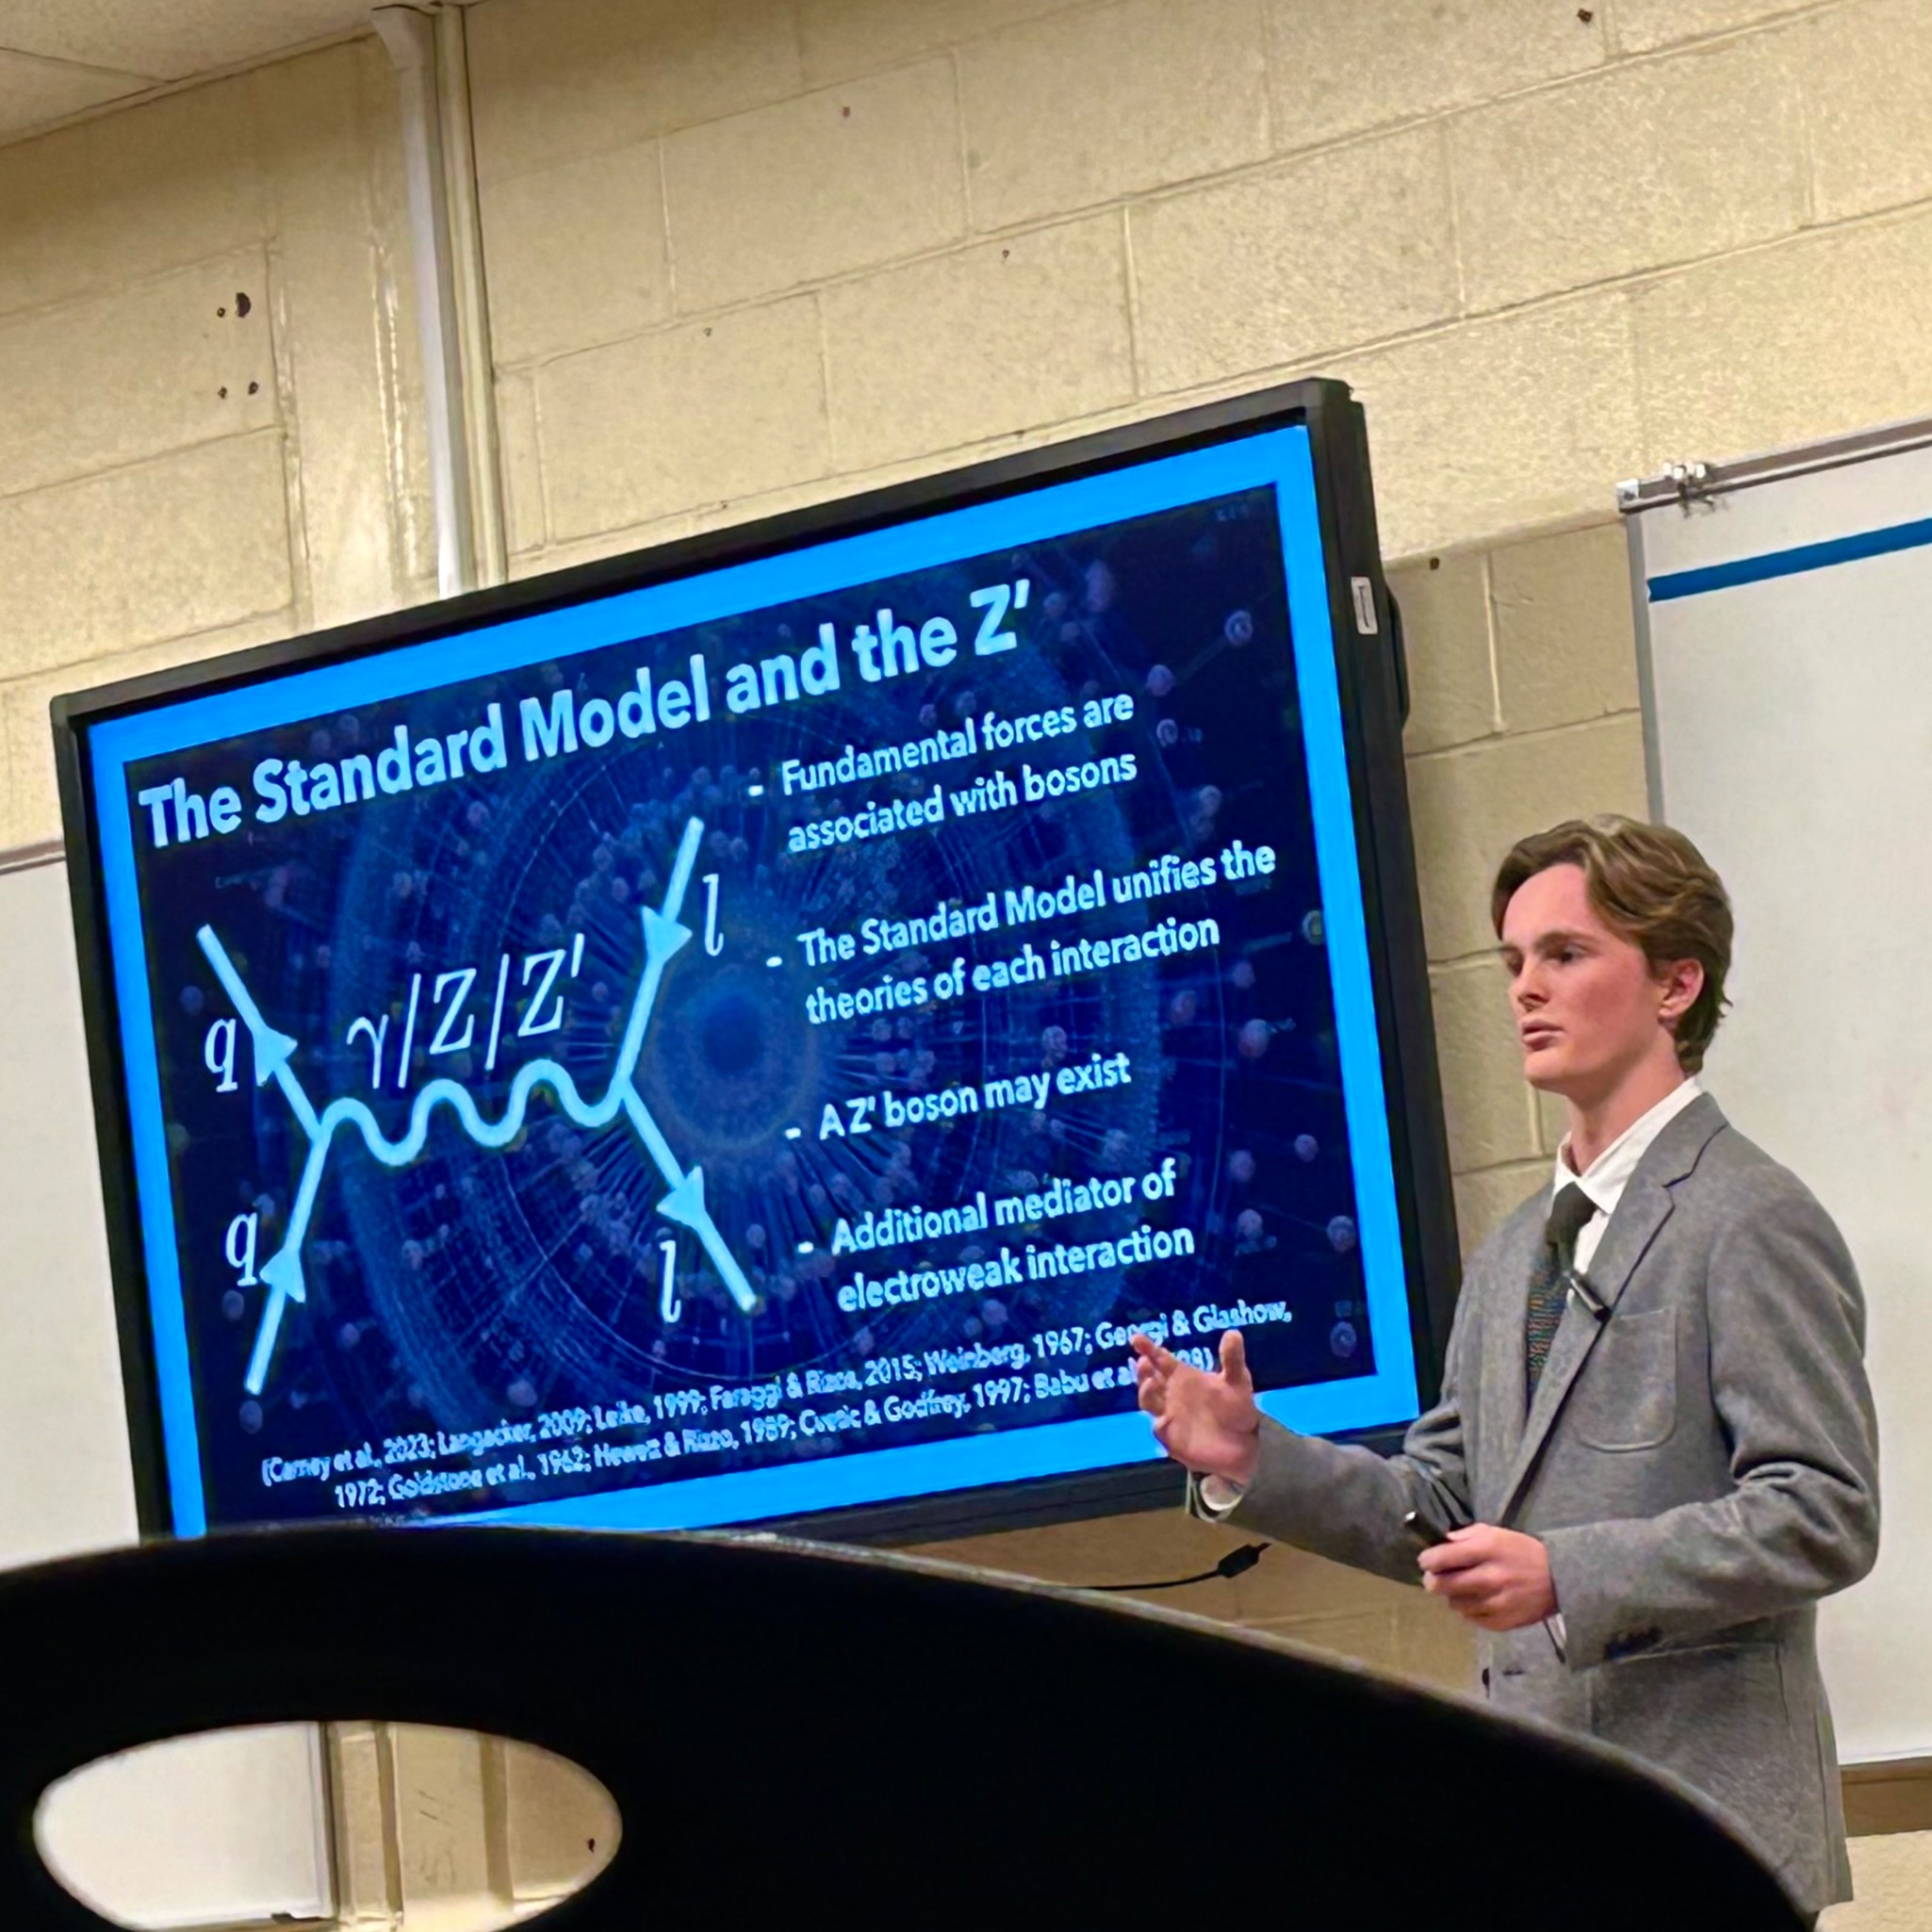 The Standard Model and the Z'
- Fundamental forces are
associated with bosons
- The Standard Model unifies the
theories of each interaction
- A Z' boson may exist
- Additional mediator of
electroweak interaction
q
γ/Z/Z'
l
q
l
(Carney et al., 2023; Langacker, 2009; Leike, 1999; Faraggi & Rizzo, 2015; Weinberg, 1967; Georgi & Glashow,
1972; Goldstone et al., 1962; Hewett & Rizzo, 1989; Cvetic & Godfrey, 1997; Babu et al.